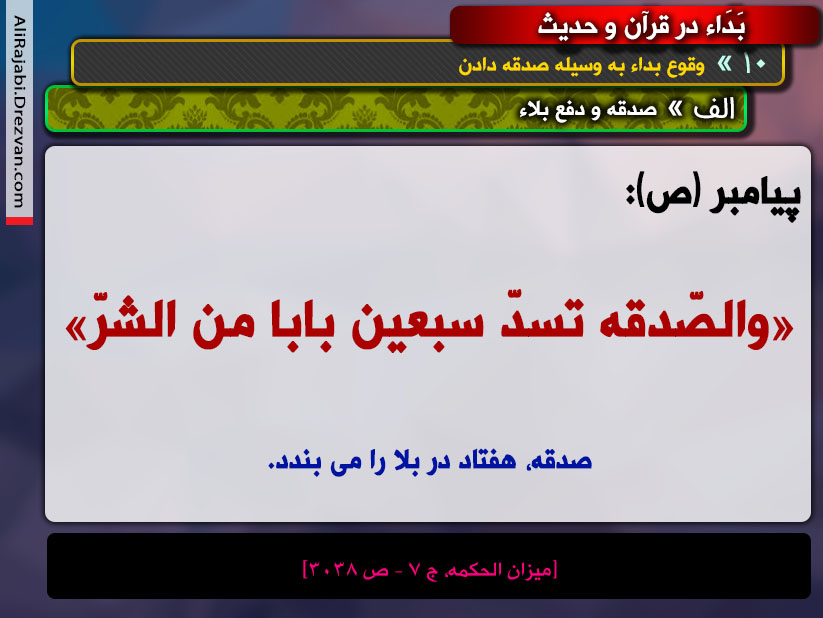 بَدَاء در قرآن و حدیث
۱۰ » وقوع بداء به وسیله صدقه دادن
الف » صدقه و دفع بلاء
پیامبر (ص):
«والصّدقه تسدّ سبعین بابا من الشرّ»
صدقه، هفتاد در بلا را می بندد.
[میزان الحکمه، ج ۷ - ص ۳۰۳۸]
AliRajabi.Drezvan.com